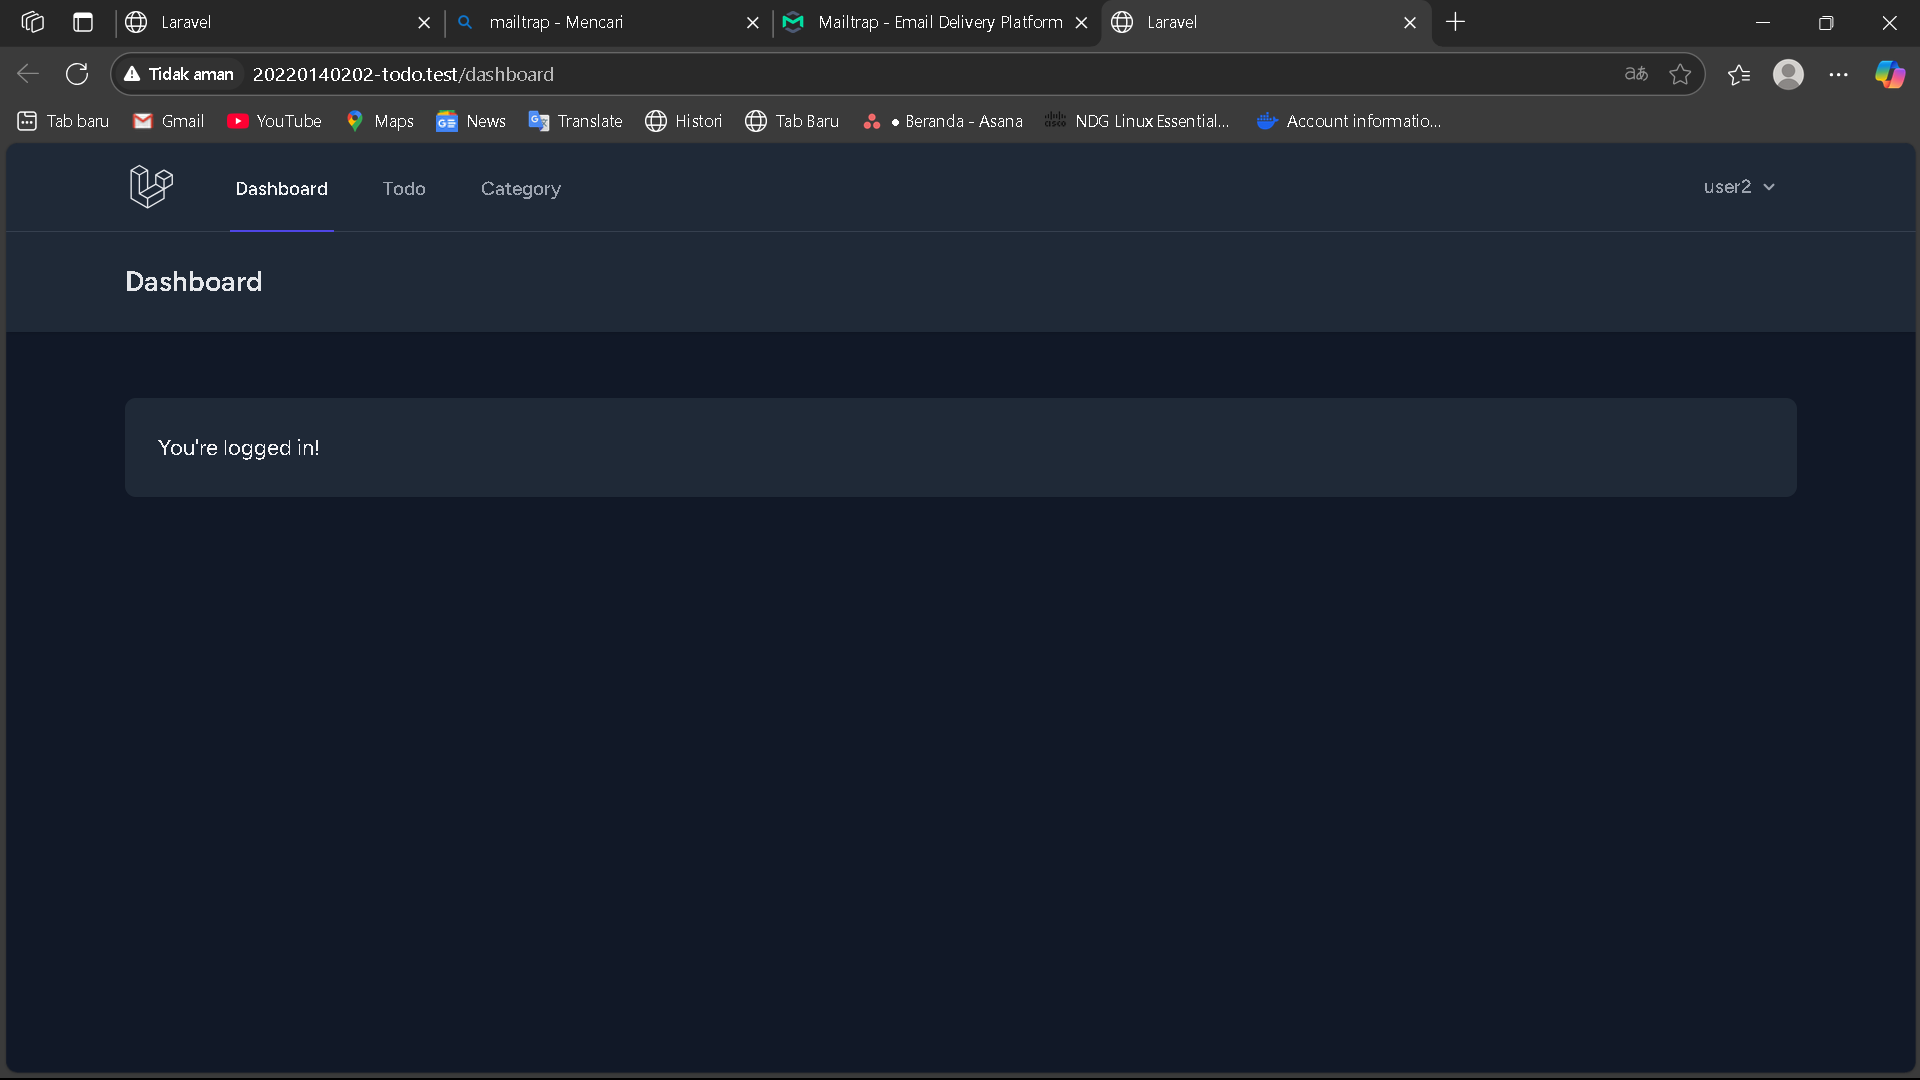 Laravel
mailtrap - Mencari
Mailtrap - Email Delivery Platform
Laravel
Tidak aman
20220140202-todo.test/dashboard
aあ
Tab baru
Gmail
YouTube
Maps
News
Translate
Histori
Tab Baru
● Beranda - Asana
NDG Linux Essential...
Account informatio...
Dashboard
Todo
Category
user2
Dashboard
You're logged in!